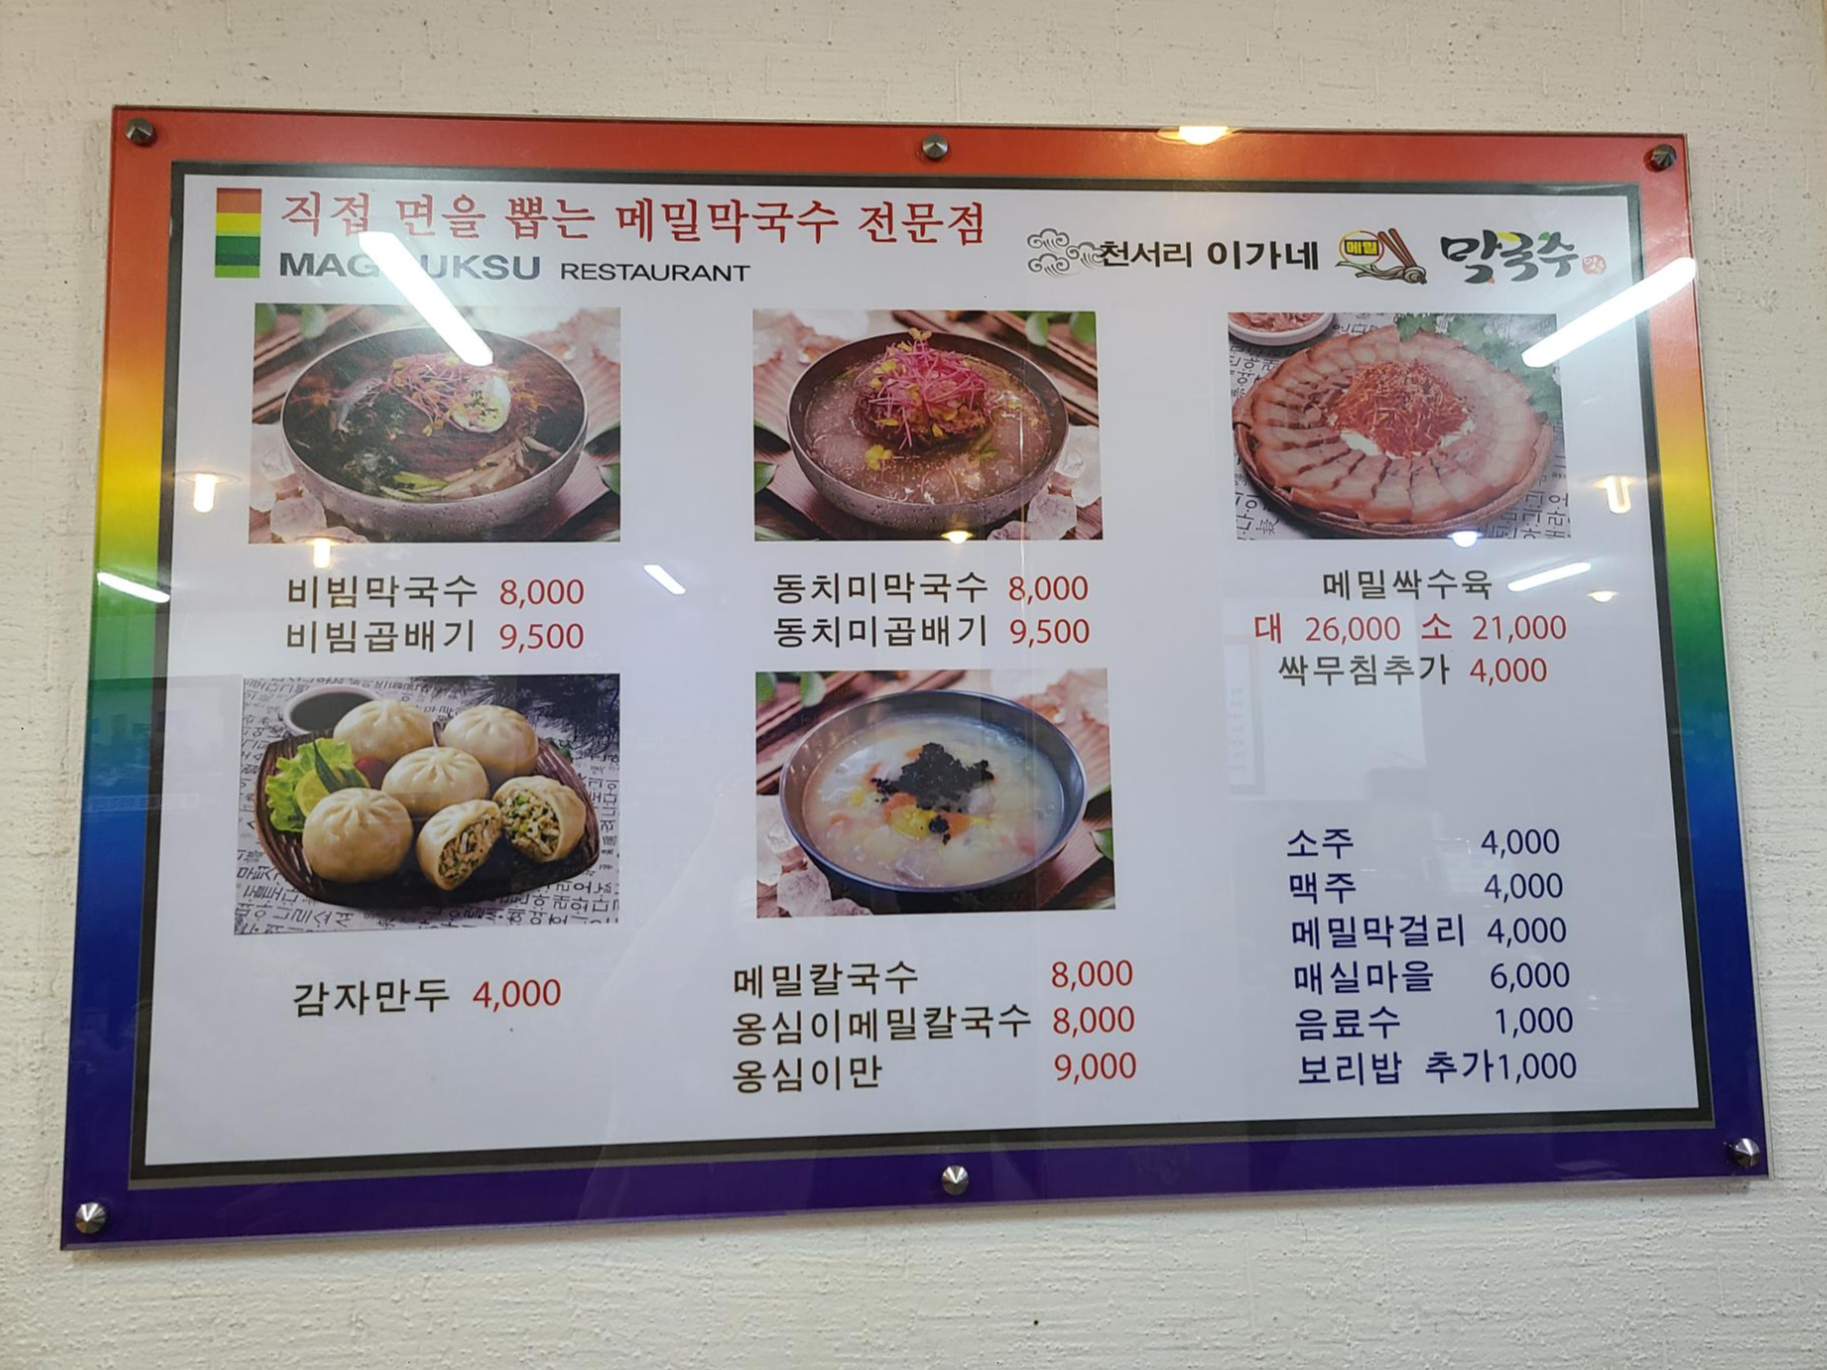 직접 면을 뽑는 메밀막국수 전문점
RESTAURANT
천서리 이가네 메밀 막국수
비빔막국수 8,000
비빔곱배기 9,500
동치미막국수 8,000
동치미곱배기 9,500
메밀싹수육
대 26,000 소 21,000
싹무침추가 4,000
감자만두 4,000
메밀칼국수 8,000
옹심이메밀칼국수 8,000
옹심이만 9,000
소주 4,000
맥주 4,000
메밀막걸리 4,000
매실마을 6,000
음료수 1,000
보리밥 추가1,000